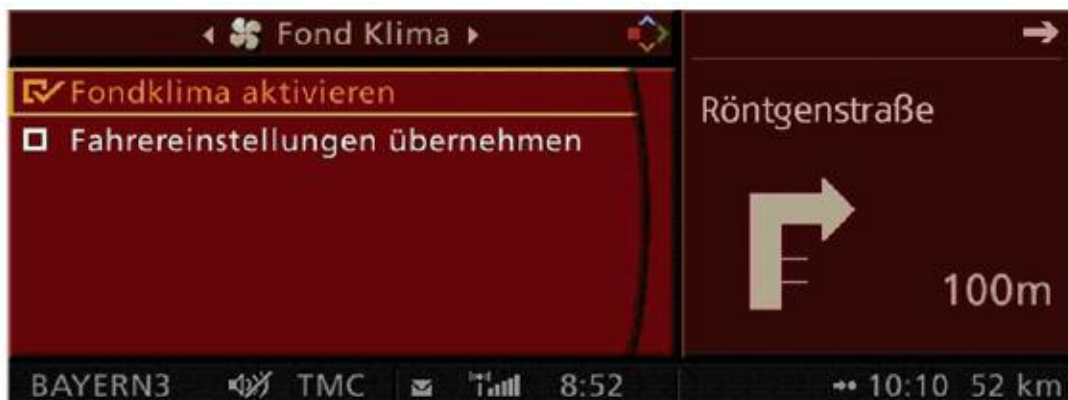 Fond Klima
Fondklima aktivieren
Fahrereinstellungen übernehmen
Röntgenstraße
100m
BAYERN3 TMC 8:52
10:10 52 km